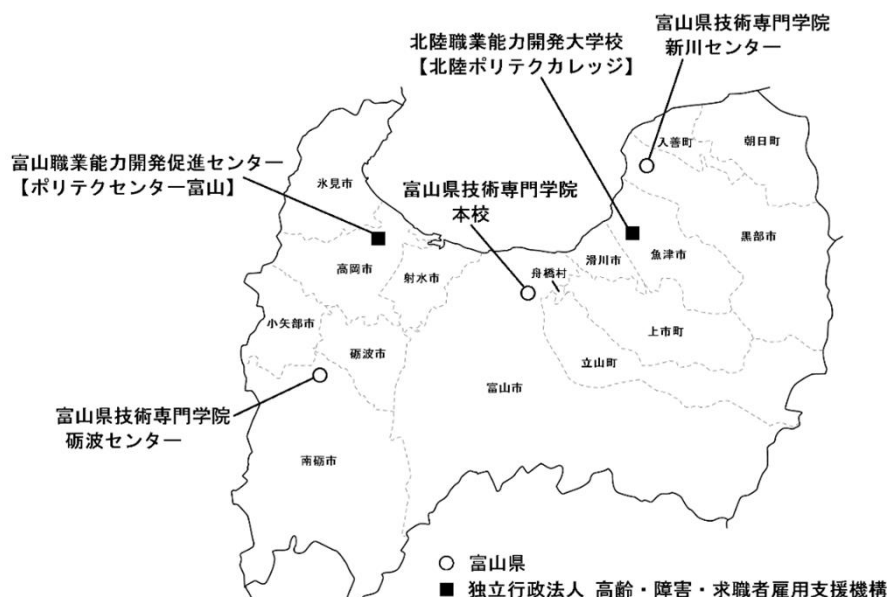 富山県技術専門学院
新川センター
北陸職業能力開発大学校
【北陸ポリテクカレッジ】
富山職業能力開発促進センター
【ポリテクセンター富山】
富山県技術専門学院
本校
入善町
朝日町
氷見市
黒部市
魚津市
滑川市
舟橋村
高岡市
射水市
小矢部市
砺波市
上市町
立山町
富山市
富山県技術専門学院
砺波センター
南砺市
○ 富山県
■ 独立行政法人 高齢・障害・求職者雇用支援機構